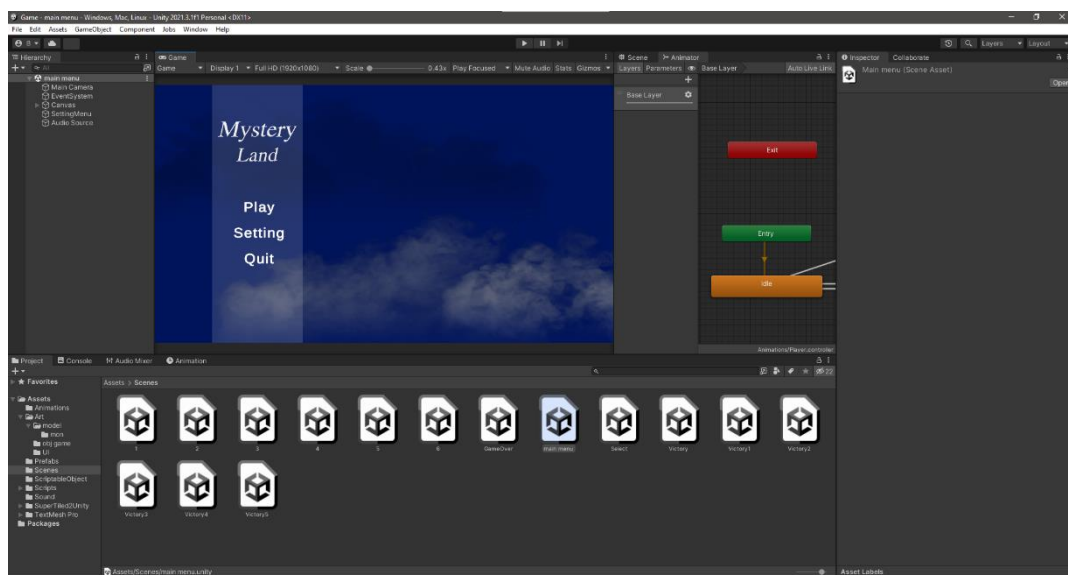 Game - main menu - Windows, Mac, Linux - Unity 2021.3.1f1 Personal <DX11>
File Edit Assets GameObject Component Jobs Window Help
Layers Layout
Hierarchy
All
main menu
Main Camera
EventSystem
Canvas
SettingMenu
Audio Source
Game
Game Display 1 Full HD (1920x1080) Scale 0.43x Play Focused Mute Audio Stats Gizmos
Mystery
Land
Play
Setting
Quit
Scene Animator
Layers Parameters Base Layer Auto Live Link
Base Layer
Exit
Entry
Idle
Animations/Player.controller
Inspector Collaborate
Main menu (Scene Asset)
Open
Project Console Audio Mixer Animation
22
Favorites
Assets
Animations
Art
model
mon
obj game
UI
Prefabs
Scenes
ScriptableObject
Scripts
Sound
SuperTiled2Unity
TextMesh Pro
Packages
Assets > Scenes
1 2 3 4 5 6 GameOver main menu Select Victory Victory1 Victory2
Victory3 Victory4 Victory5
Assets/Scenes/main menu.unity
Asset Labels